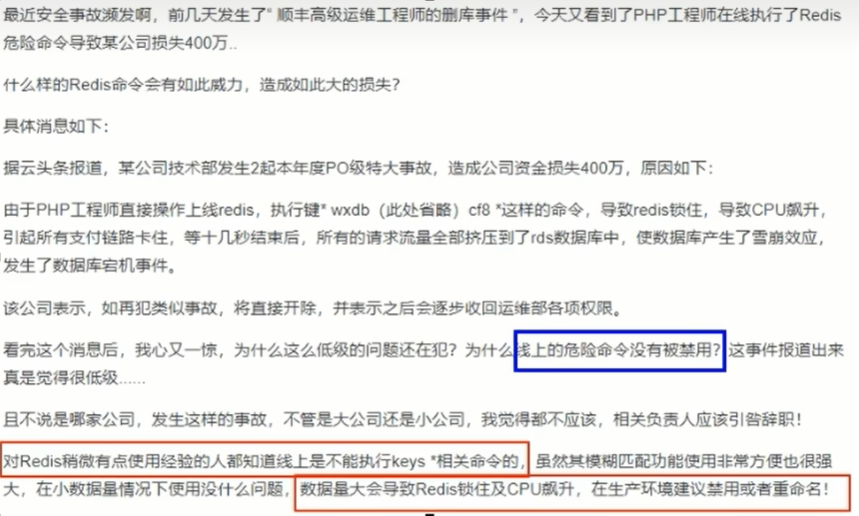 最近安全事故频发啊，前几天发生了“ 顺丰高级运维工程师的删库事件 ”，今天又看到了PHP工程师在线执行了Redis
危险命令导致某公司损失400万..
什么样的Redis命令会有如此威力，造成如此大的损失？
具体消息如下：
据云头条报道，某公司技术部发生2起本年度PO级特大事故，造成公司资金损失400万，原因如下：
由于PHP工程师直接操作上线redis，执行键* wxdb（此处省略）cf8 *这样的命令，导致redis锁住，导致CPU飙升，
引起所有支付链路卡住，等十几秒结束后，所有的请求流量全部挤压到了rds数据库中，使数据库产生了雪崩效应，
发生了数据库宕机事件。
该公司表示，如再犯类似事故，将直接开除，并表示之后会逐步收回运维部各项权限。
看完这个消息后，我心又一惊，为什么这么低级的问题还在犯？为什么线上的危险命令没有被禁用？这事件报道出来
真是觉得很低级......
且不说是哪家公司，发生这样的事故，不管是大公司还是小公司，我觉得都不应该，相关负责人应该引咎辞职！
对Redis稍微有点使用经验的人都知道线上是不能执行keys *相关命令的，虽然其模糊匹配功能使用非常方便也很强
大，在小数据量情况下使用没什么问题，数据量大会导致Redis锁住及CPU飙升，在生产环境建议禁用或者重命名！